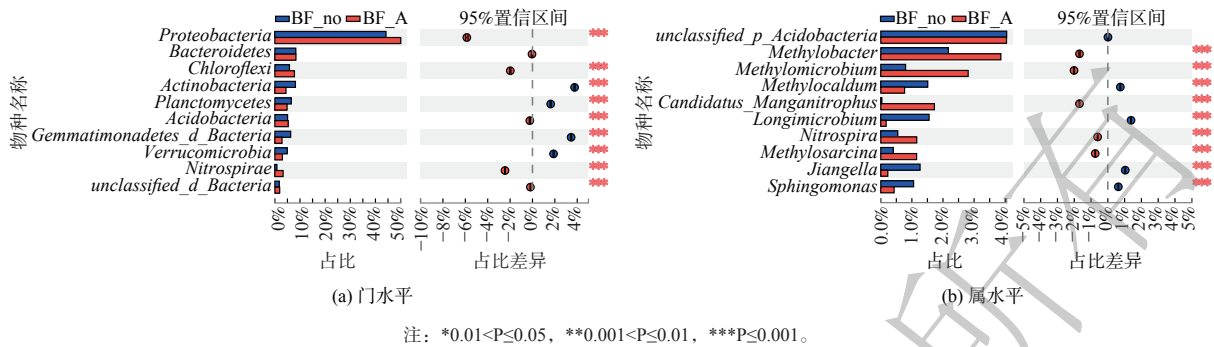 BF_no BF_A 95%置信区间
物种名称
Proteobacteria ***
Bacteroidetes
Chloroflexi ***
Actinobacteria ***
Planctomycetes ***
Acidobacteria ***
Gemmatimonadetes_d_Bacteria ***
Verrucomicrobia ***
Nitrospirae ***
unclassified_d_Bacteria ***
0% 10% 20% 30% 40% 50% -10% -8% -6% -4% -2% 0% 2% 4%
占比 占比差异
(a) 门水平
BF_no BF_A 95%置信区间
物种名称
unclassified_p_Acidobacteria
Methylobacter ***
Methylomicrobium ***
Methylocaldum ***
Candidatus_Manganitrophus ***
Longimicrobium ***
Nitrospira ***
Methylosarcina ***
Jiangella ***
Sphingomonas ***
0.0% 1.0% 2.0% 3.0% 4.0% -5% -4% -3% -2% -1% 0% 1% 2% 3% 4% 5%
占比 占比差异
(b) 属水平
注：*0.01<P≤0.05，**0.001<P≤0.01，***P≤0.001。
所有